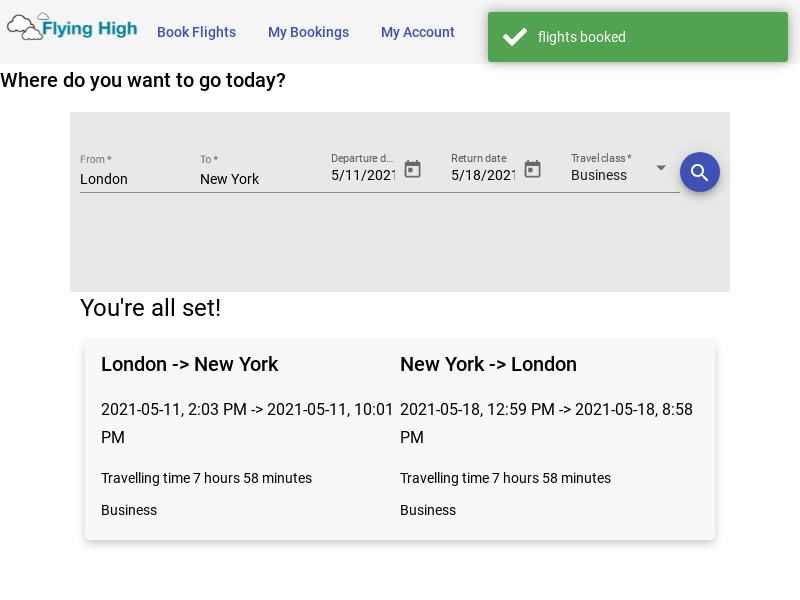 Flying High
Book Flights
My Bookings
My Account
flights booked
Where do you want to go today?
From *
To *
Departure d...
Return date
Travel class *
London
New York
5/11/2021
5/18/2021
Business
You're all set!
London -> New York
2021-05-11, 2:03 PM -> 2021-05-11, 10:01
PM
Travelling time 7 hours 58 minutes
Business
New York -> London
2021-05-18, 12:59 PM -> 2021-05-18, 8:58
PM
Travelling time 7 hours 58 minutes
Business